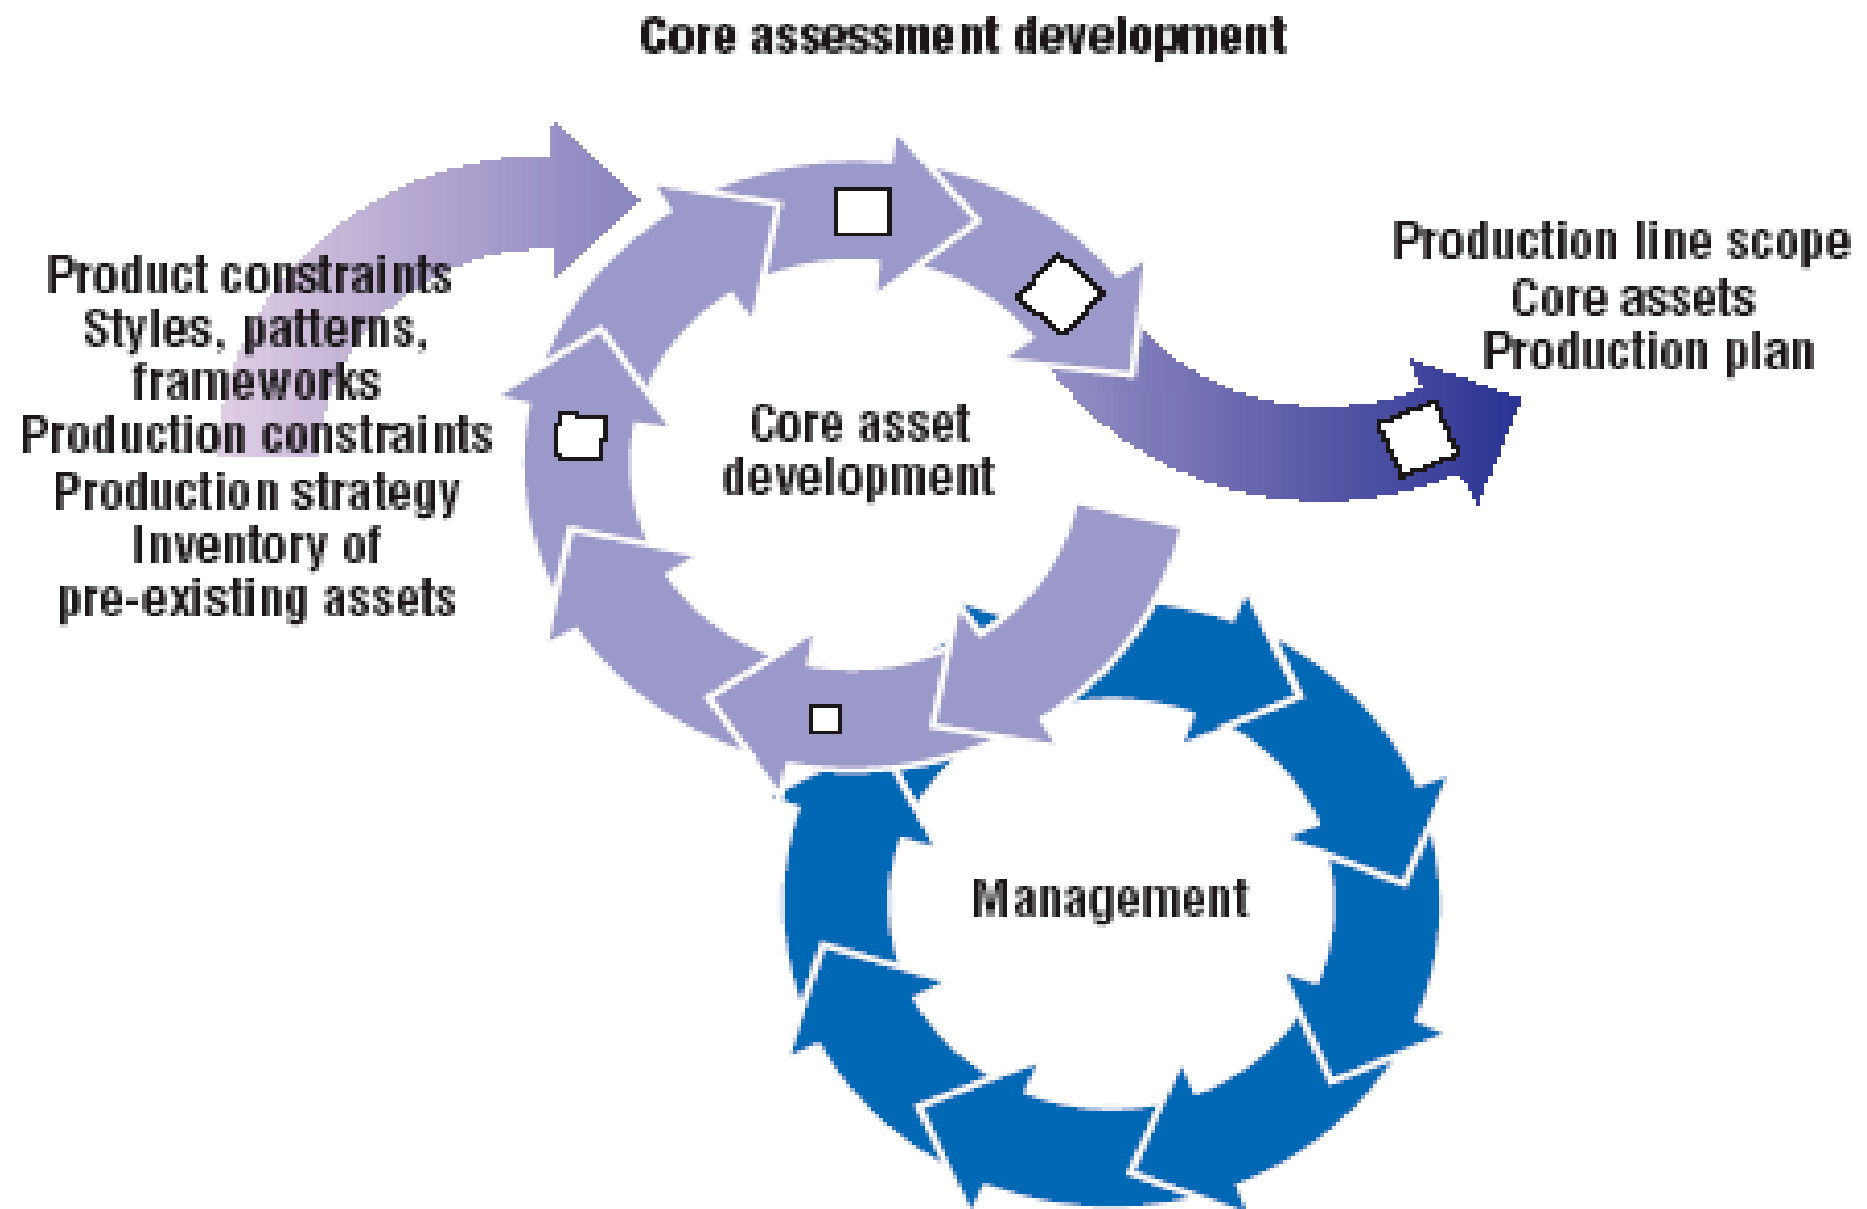 Core assessment development
Product constraints
Styles, patterns,
frameworks
Production constraints
Production strategy
Inventory of
pre-existing assets
Core asset
development
Production line scope
Core assets
Production plan
Management